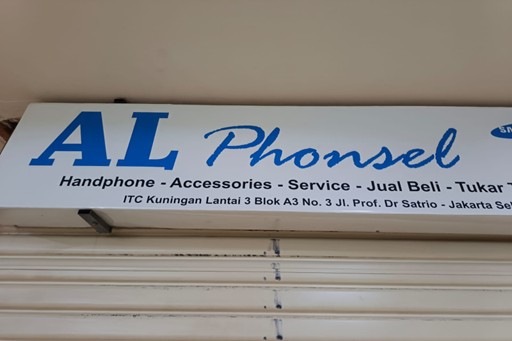 AL Phonsel
Handphone - Accessories - Service - Jual Beli - Tukar
ITC Kuningan Lantai 3 Blok A3 No. 3 Jl. Prof. Dr Satrio - Jakarta